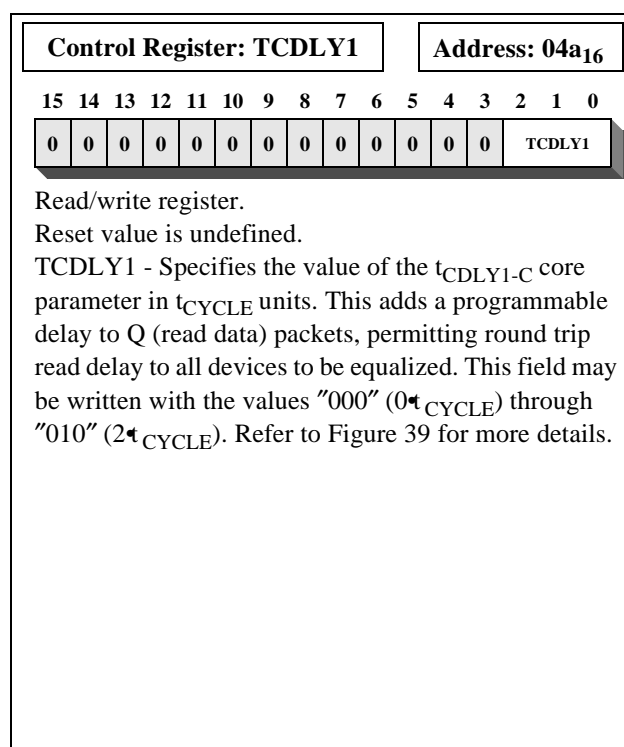 Control Register: TCDLY1 Address: 04a16
15 14 13 12 11 10 9 8 7 6 5 4 3 2 1 0
0 0 0 0 0 0 0 0 0 0 0 0 0 TCDLY1
Read/write register.
Reset value is undefined.
TCDLY1 - Specifies the value of the tCDLY1-C core
parameter in tCYCLE units. This adds a programmable
delay to Q (read data) packets, permitting round trip
read delay to all devices to be equalized. This field may
be written with the values ″000″ (0•tCYCLE) through
″010″ (2•tCYCLE). Refer to Figure 39 for more details.